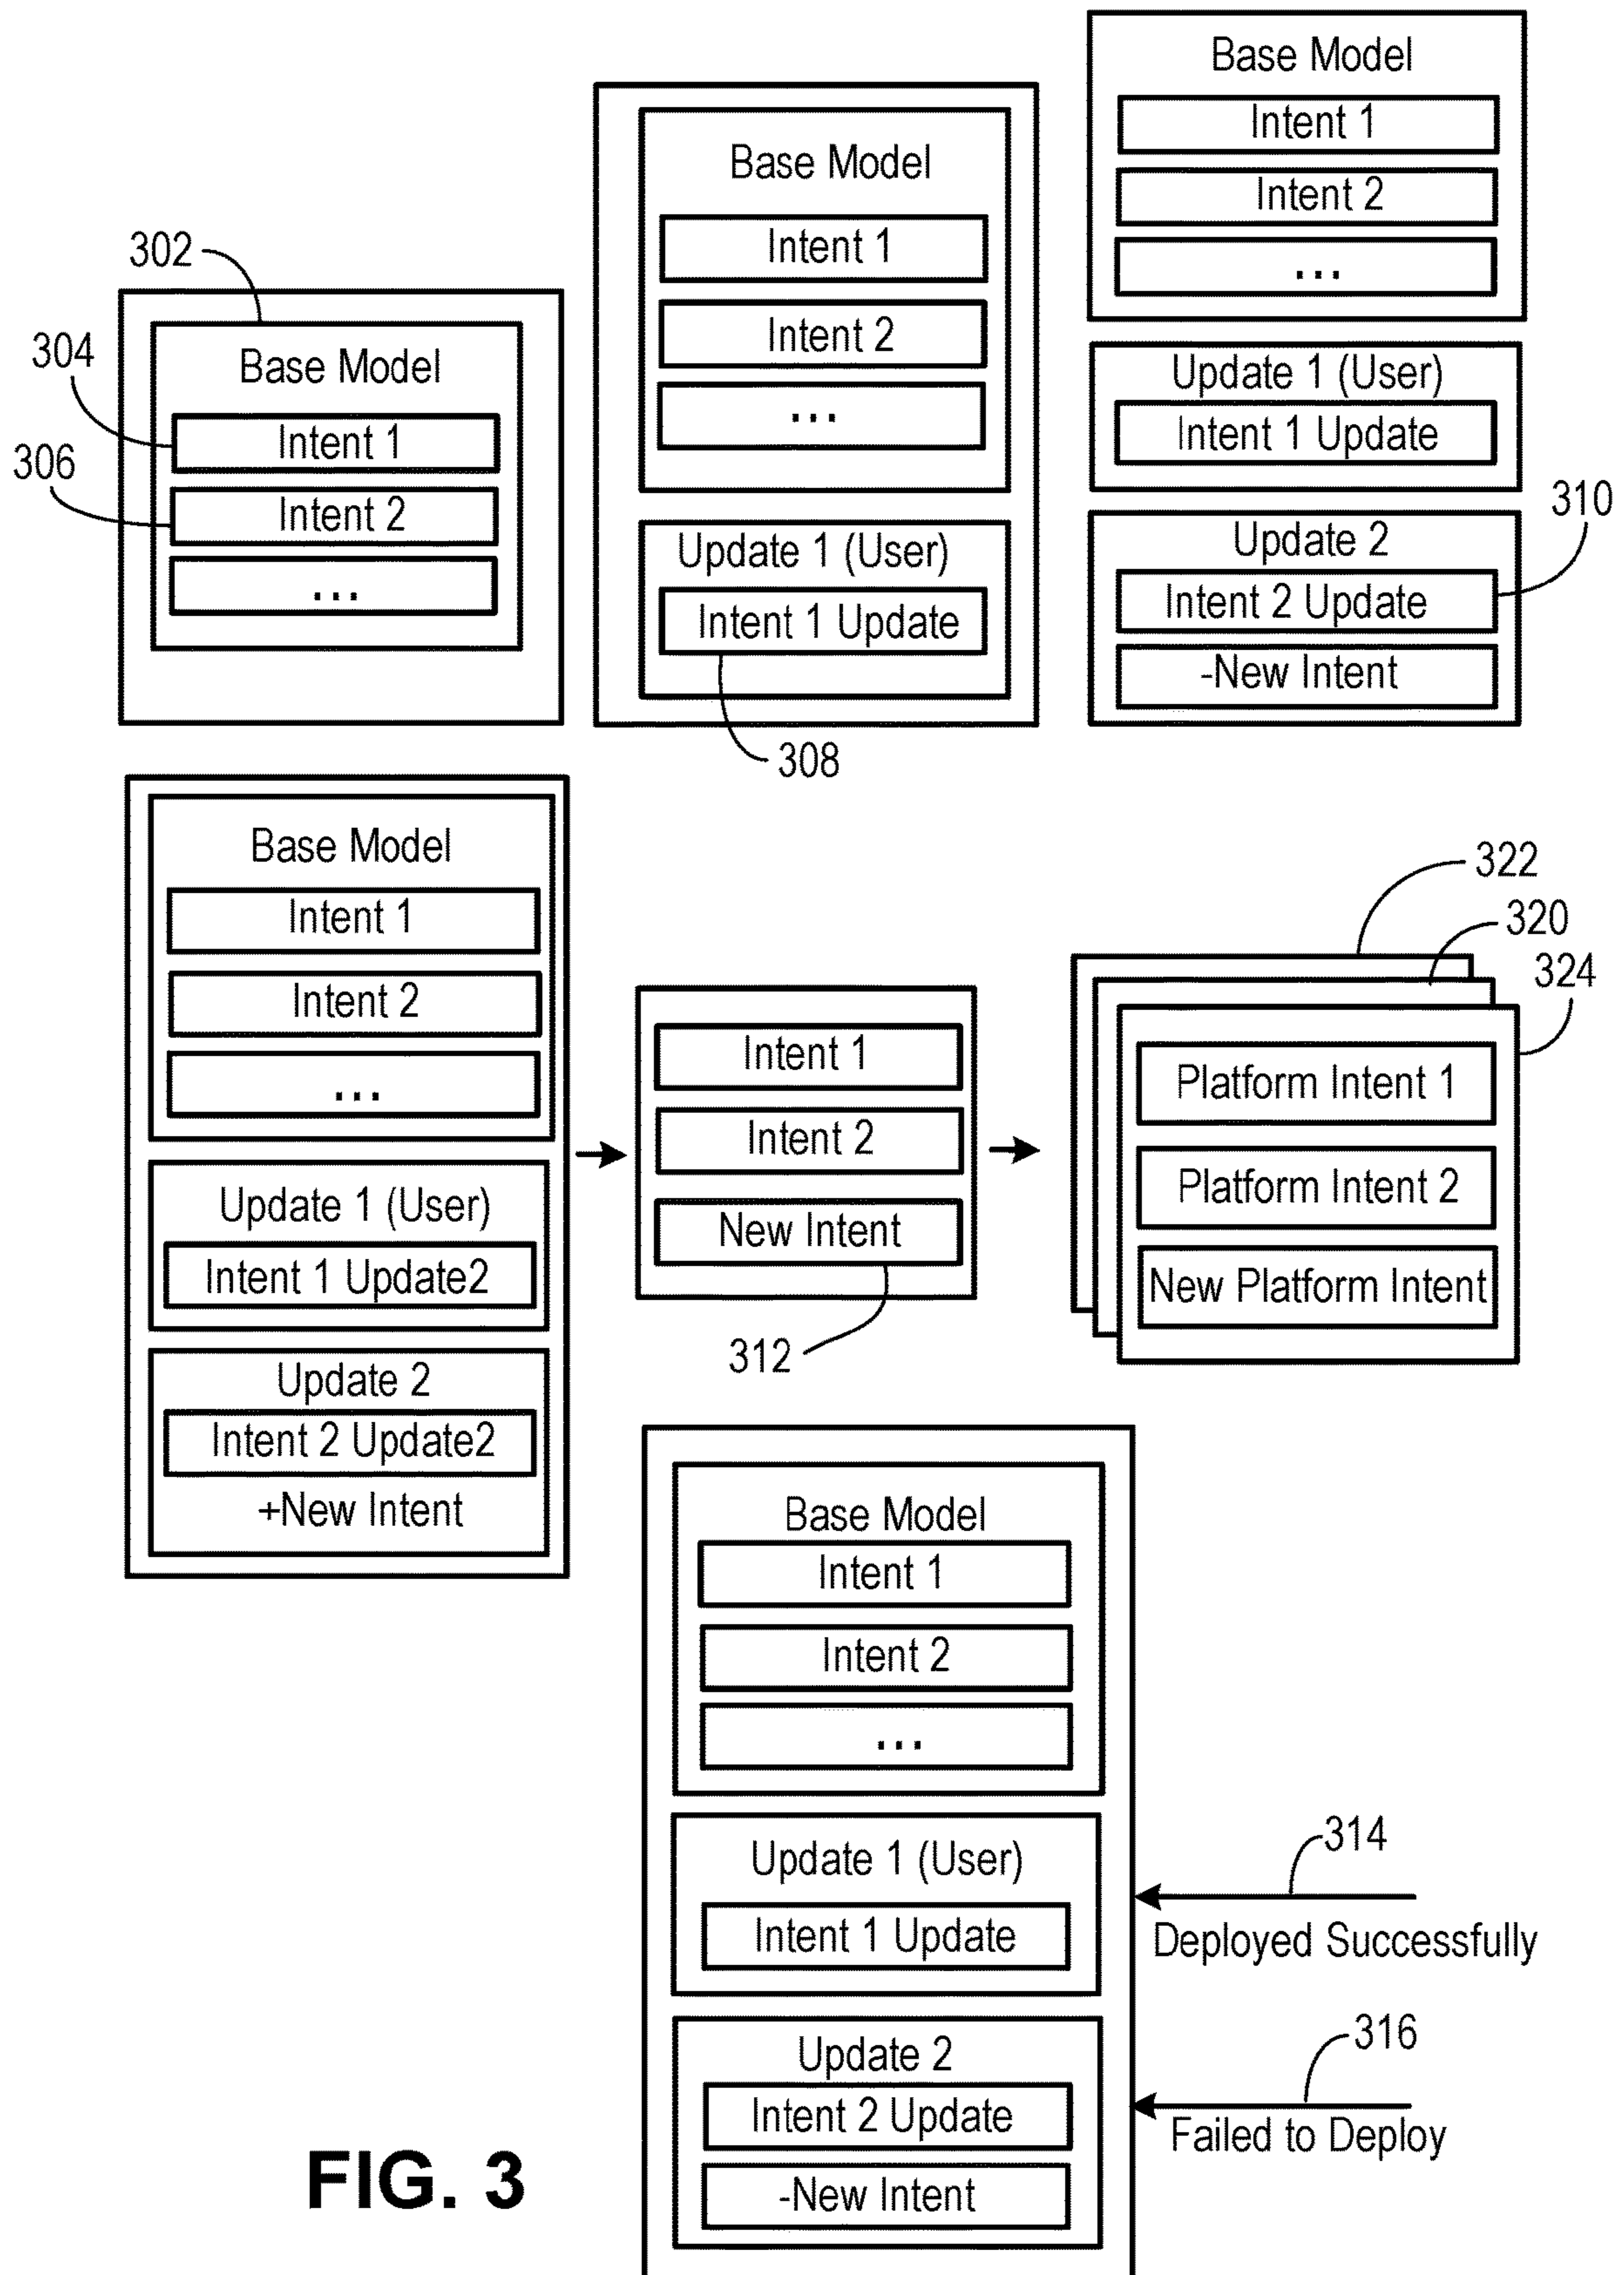 302
304
306
Base Model
Intent 1
Intent 2
...
Base Model
Intent 1
Intent 2
...
Update 1 (User)
Intent 1 Update
308
Base Model
Intent 1
Intent 2
...
Update 1 (User)
Intent 1 Update
Update 2
Intent 2 Update
-New Intent
310
Base Model
Intent 1
Intent 2
...
Update 1 (User)
Intent 1 Update2
Update 2
Intent 2 Update2
+New Intent
Intent 1
Intent 2
New Intent
312
322
320
324
Platform Intent 1
Platform Intent 2
New Platform Intent
Base Model
Intent 1
Intent 2
...
Update 1 (User)
Intent 1 Update
Update 2
Intent 2 Update
-New Intent
314
Deployed Successfully
316
Failed to Deploy
FIG. 3